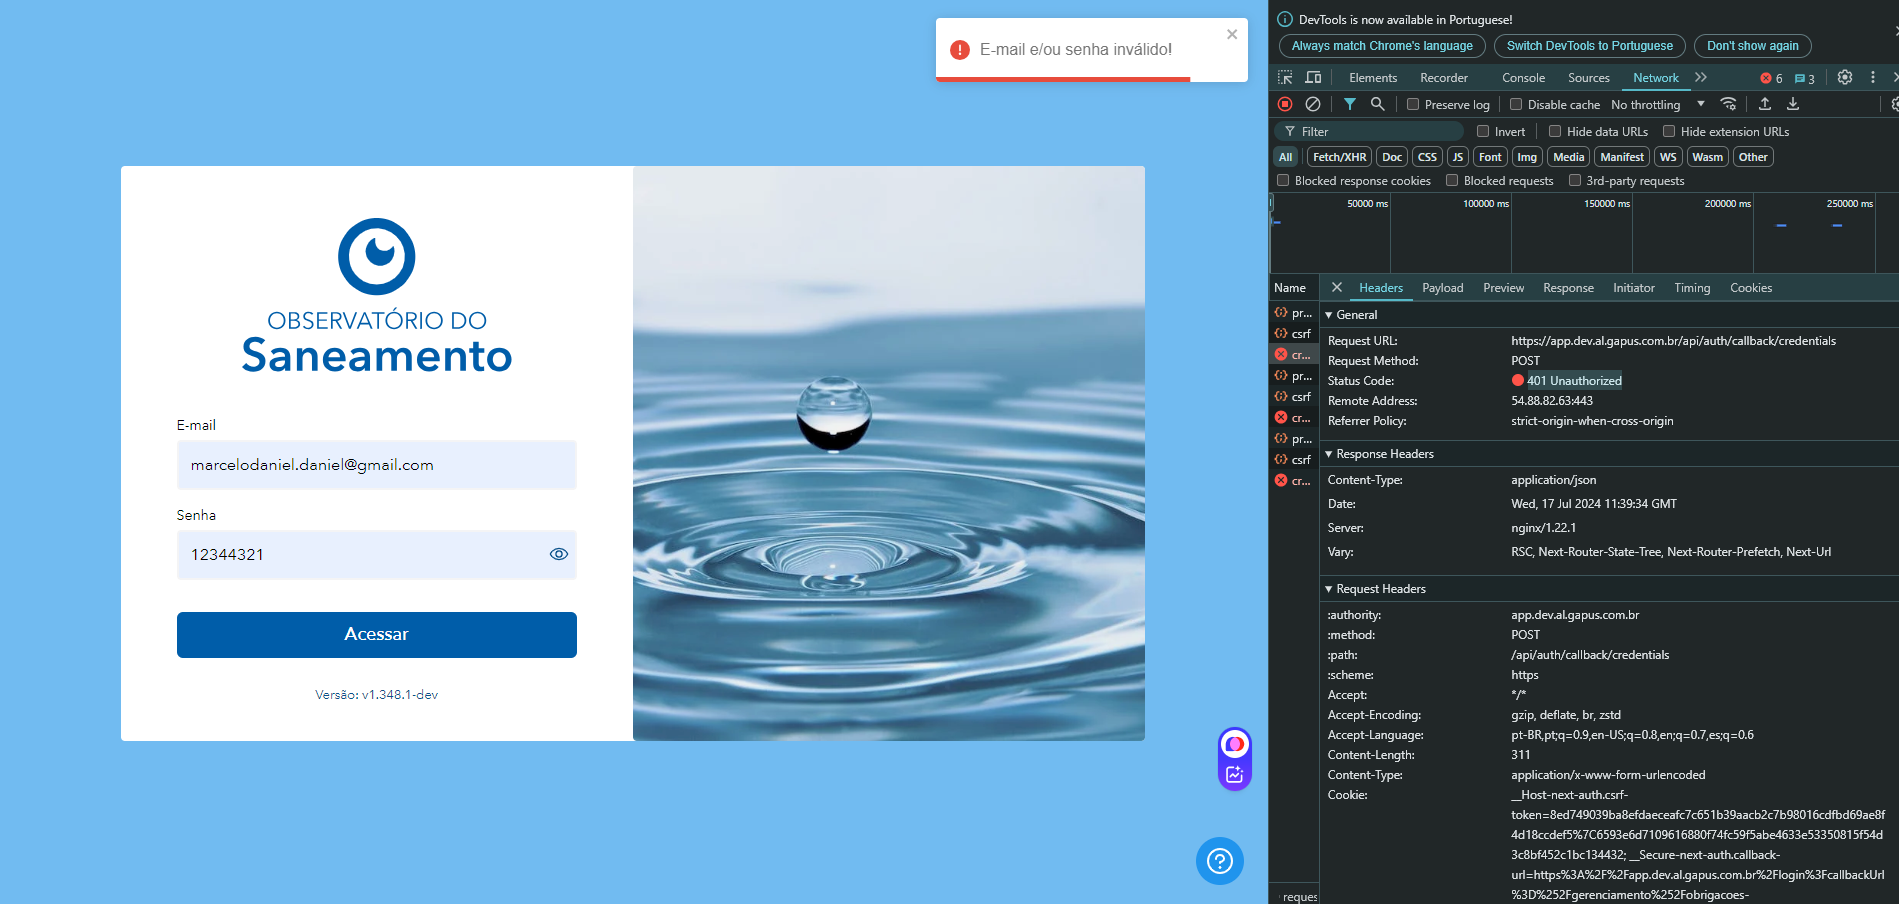 E-mail e/ou senha inválido!
OBSERVATÓRIO DO
Saneamento
E-mail
marcelodaniel.daniel@gmail.com
Senha
12344321
Acessar
Versão: v1.348.1-dev
DevTools is now available in Portuguese!
Always match Chrome's language Switch DevTools to Portuguese Don't show again
Elements Recorder Console Sources Network 6 3
Preserve log Disable cache No throttling
Filter Invert Hide data URLs Hide extension URLs
All Fetch/XHR Doc CSS JS Font Img Media Manifest WS Wasm Other
Blocked response cookies Blocked requests 3rd-party requests
50000 ms 100000 ms 150000 ms 200000 ms 250000 ms
Name
pr...
csrf
cr...
pr...
csrf
cr...
pr...
csrf
cr...
reques
Headers Payload Preview Response Initiator Timing Cookies
General
Request URL: https://app.dev.al.gapus.com.br/api/auth/callback/credentials
Request Method: POST
Status Code: 401 Unauthorized
Remote Address: 54.88.82.63:443
Referrer Policy: strict-origin-when-cross-origin
Response Headers
Content-Type: application/json
Date: Wed, 17 Jul 2024 11:39:34 GMT
Server: nginx/1.22.1
Vary: RSC, Next-Router-State-Tree, Next-Router-Prefetch, Next-Url
Request Headers
:authority: app.dev.al.gapus.com.br
:method: POST
:path: /api/auth/callback/credentials
:scheme: https
Accept: */*
Accept-Encoding: gzip, deflate, br, zstd
Accept-Language: pt-BR,pt;q=0.9,en-US;q=0.8,en;q=0.7,es;q=0.6
Content-Length: 311
Content-Type: application/x-www-form-urlencoded
Cookie: __Host-next-auth.csrf-
token=8ed749039ba8efdaeceafc7c651b39aacb2c7b98016cdfbd69ae8f
4d18ccdef5%7C6593e6d7109616880f74fc59f5abe4633e53350815f54d
3c8bf452c1bc134432; __Secure-next-auth.callback-
url=https%3A%2F%2Fapp.dev.al.gapus.com.br%2Flogin%3FcallbackUrl
%3D%252Fgerenciamento%252Fobrigacoes-